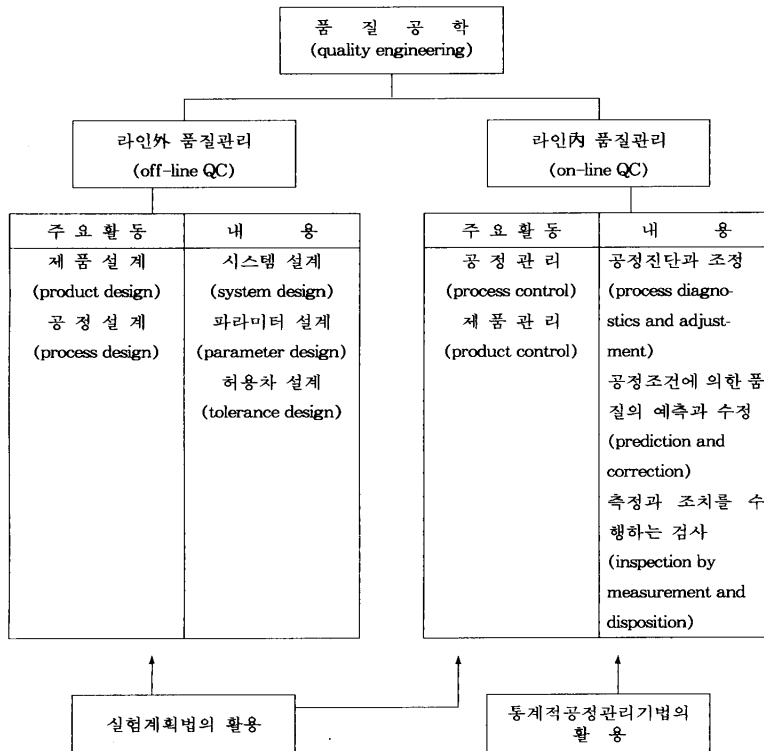 품 질 공 학
(quality engineering)
라인外 품질관리
(off-line QC)
라인內 품질관리
(on-line QC)
주 요 활 동
내 용
제 품 설 계
(product design)
공 정 설 계
(process design)
시스템 설계
(system design)
파라미터 설계
(parameter design)
허용차 설계
(tolerance design)
주 요 활 동
내 용
공 정 관 리
(process control)
제 품 관 리
(product control)
공정진단과 조정
(process diagno-
stics and adjust-
ment)
공정조건에 의한 품
질의 예측과 수정
(prediction and
correction)
측정과 조치를 수
행하는 검사
(inspection by
measurement and
disposition)
실험계획법의 활용
통계적공정관리기법의
활 용